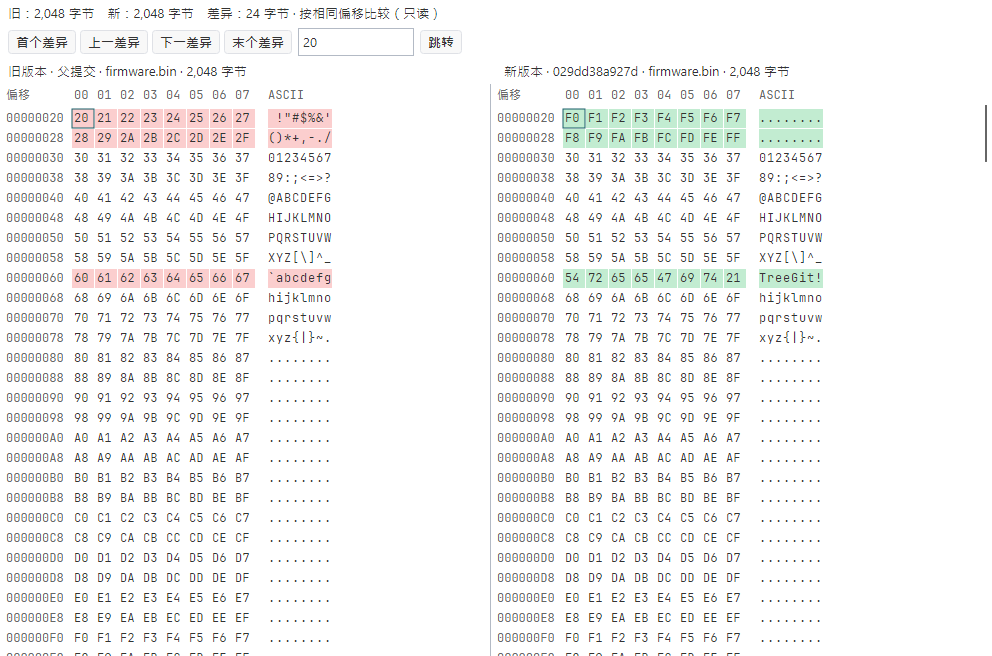 旧：2,048 字节 新：2,048 字节 差异：24 字节 · 按相同偏移比较（只读）
首个差异 上一差异 下一差异 末个差异 20 跳转
旧版本 · 父提交 · firmware.bin · 2,048 字节 新版本 · 029dd38a927d · firmware.bin · 2,048 字节
偏移 00 01 02 03 04 05 06 07 ASCII 偏移 00 01 02 03 04 05 06 07 ASCII
00000020 20 21 22 23 24 25 26 27  !"#$%&' 00000020 F0 F1 F2 F3 F4 F5 F6 F7 ........
00000028 28 29 2A 2B 2C 2D 2E 2F ()*+,-./ 00000028 F8 F9 FA FB FC FD FE FF ........
00000030 30 31 32 33 34 35 36 37 01234567 00000030 30 31 32 33 34 35 36 37 01234567
00000038 38 39 3A 3B 3C 3D 3E 3F 89:;<=>? 00000038 38 39 3A 3B 3C 3D 3E 3F 89:;<=>?
00000040 40 41 42 43 44 45 46 47 @ABCDEFG 00000040 40 41 42 43 44 45 46 47 @ABCDEFG
00000048 48 49 4A 4B 4C 4D 4E 4F HIJKLMNO 00000048 48 49 4A 4B 4C 4D 4E 4F HIJKLMNO
00000050 50 51 52 53 54 55 56 57 PQRSTUVW 00000050 50 51 52 53 54 55 56 57 PQRSTUVW
00000058 58 59 5A 5B 5C 5D 5E 5F XYZ[\]^_ 00000058 58 59 5A 5B 5C 5D 5E 5F XYZ[\]^_
00000060 60 61 62 63 64 65 66 67 `abcdefg 00000060 54 72 65 65 47 69 74 21 TreeGit!
00000068 68 69 6A 6B 6C 6D 6E 6F hijklmno 00000068 68 69 6A 6B 6C 6D 6E 6F hijklmno
00000070 70 71 72 73 74 75 76 77 pqrstuvw 00000070 70 71 72 73 74 75 76 77 pqrstuvw
00000078 78 79 7A 7B 7C 7D 7E 7F xyz{|}~. 00000078 78 79 7A 7B 7C 7D 7E 7F xyz{|}~.
00000080 80 81 82 83 84 85 86 87 ........ 00000080 80 81 82 83 84 85 86 87 ........
00000088 88 89 8A 8B 8C 8D 8E 8F ........ 00000088 88 89 8A 8B 8C 8D 8E 8F ........
00000090 90 91 92 93 94 95 96 97 ........ 00000090 90 91 92 93 94 95 96 97 ........
00000098 98 99 9A 9B 9C 9D 9E 9F ........ 00000098 98 99 9A 9B 9C 9D 9E 9F ........
000000A0 A0 A1 A2 A3 A4 A5 A6 A7 ........ 000000A0 A0 A1 A2 A3 A4 A5 A6 A7 ........
000000A8 A8 A9 AA AB AC AD AE AF ........ 000000A8 A8 A9 AA AB AC AD AE AF ........
000000B0 B0 B1 B2 B3 B4 B5 B6 B7 ........ 000000B0 B0 B1 B2 B3 B4 B5 B6 B7 ........
000000B8 B8 B9 BA BB BC BD BE BF ........ 000000B8 B8 B9 BA BB BC BD BE BF ........
000000C0 C0 C1 C2 C3 C4 C5 C6 C7 ........ 000000C0 C0 C1 C2 C3 C4 C5 C6 C7 ........
000000C8 C8 C9 CA CB CC CD CE CF ........ 000000C8 C8 C9 CA CB CC CD CE CF ........
000000D0 D0 D1 D2 D3 D4 D5 D6 D7 ........ 000000D0 D0 D1 D2 D3 D4 D5 D6 D7 ........
000000D8 D8 D9 DA DB DC DD DE DF ........ 000000D8 D8 D9 DA DB DC DD DE DF ........
000000E0 E0 E1 E2 E3 E4 E5 E6 E7 ........ 000000E0 E0 E1 E2 E3 E4 E5 E6 E7 ........
000000E8 E8 E9 EA EB EC ED EE EF ........ 000000E8 E8 E9 EA EB EC ED EE EF ........
000000F0 F0 F1 F2 F3 F4 F5 F6 F7 ........ 000000F0 F0 F1 F2 F3 F4 F5 F6 F7 ........